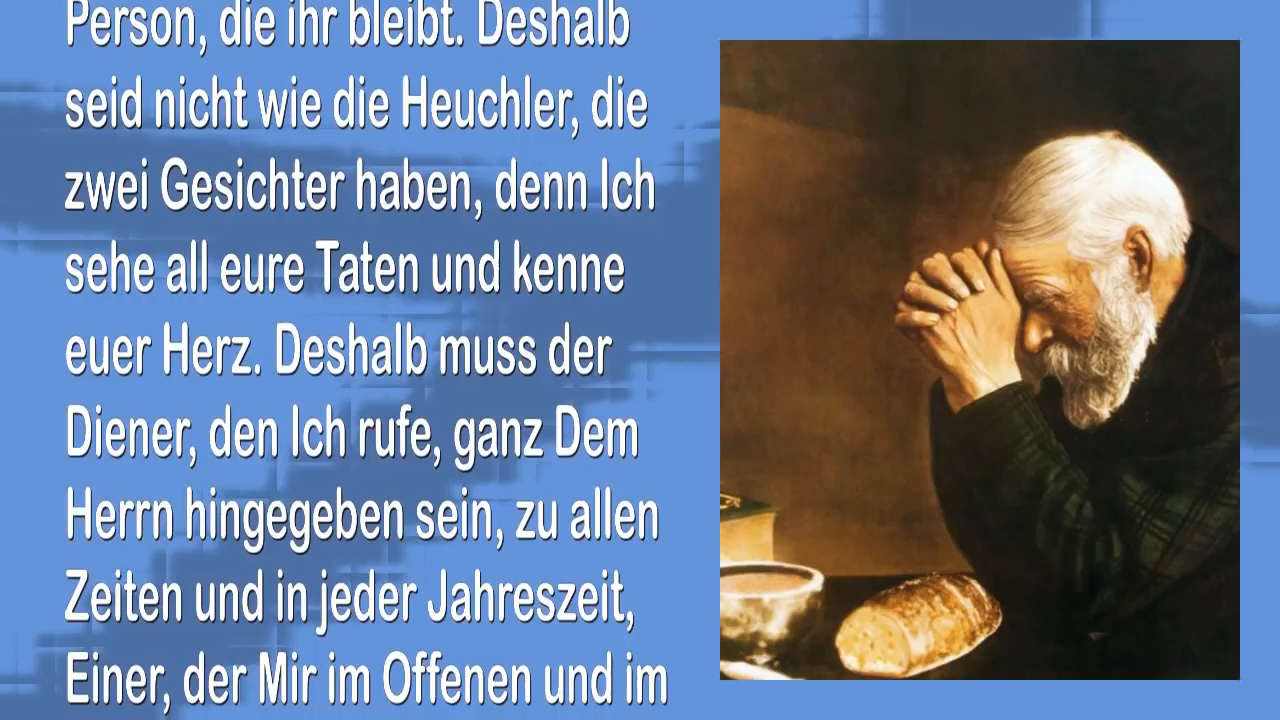 Person, die ihr bleibt. Deshalb
seid nicht wie die Heuchler, die
zwei Gesichter haben, denn Ich
sehe all eure Taten und kenne
euer Herz. Deshalb muss der
Diener, den Ich rufe, ganz Dem
Herrn hingegeben sein, zu allen
Zeiten und in jeder Jahreszeit,
Einer, der Mir im Offenen und im